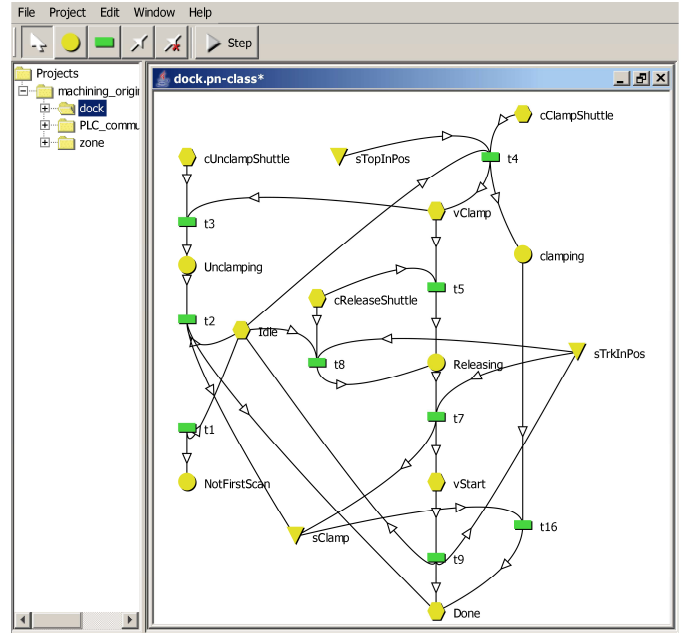 File Project Edit Window Help
Step
Projects
machining_origi
dock
PLC_commu
zone
dock.pn-class*
cClampShuttle
cUnclampShuttle
sTopInPos
t4
t3
vClamp
clamping
Unclamping
t5
cReleaseShuttle
t2
Idle
sTrkInPos
t8
Releasing
t7
t1
NotFirstScan
vStart
t16
sClamp
t9
Done